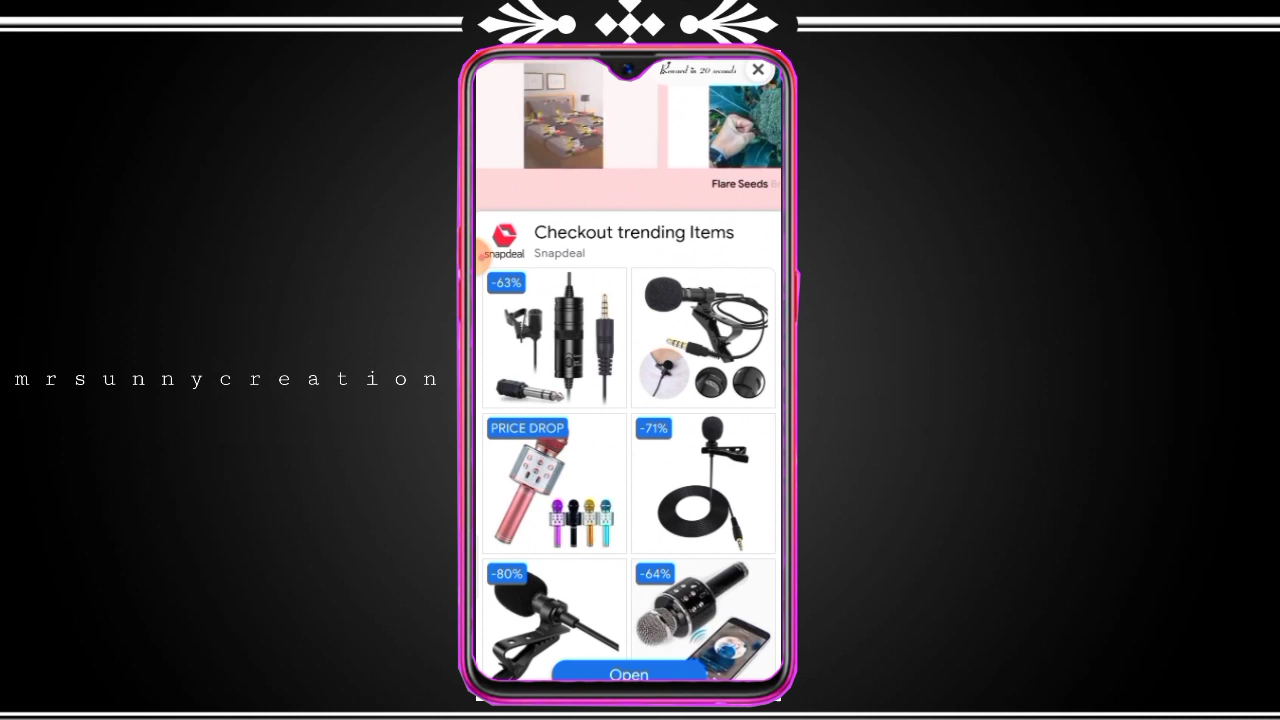 Reward in 20 seconds
Flare Seeds
Checkout trending Items
snapdeal
Snapdeal
-63%
mrsunnycreation
PRICE DROP
-71%
-80%
-64%
Open